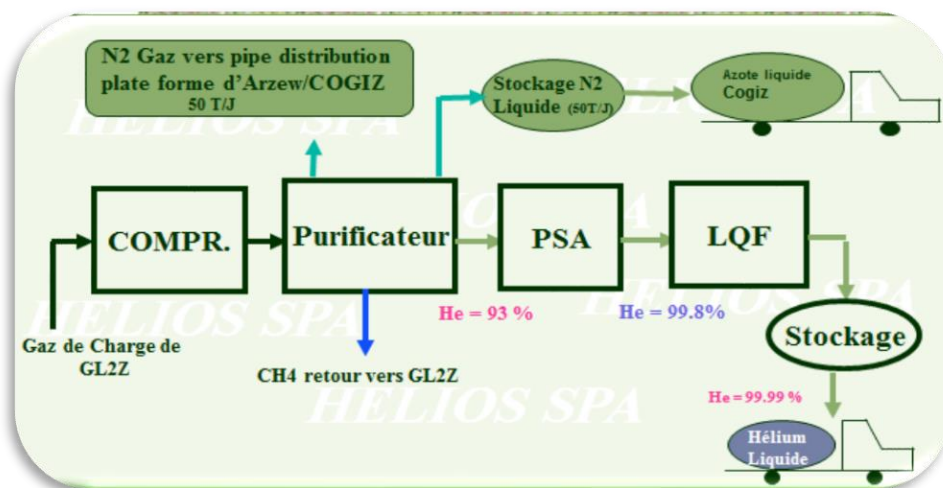 N2 Gaz vers pipe distribution
plate forme d'Arzew/COGIZ
50 T/J
Stockage N2
Liquide (50T/J)
Azote liquide
Cogiz
HELIOS SPA
COMPR.
Purificateur
PSA
LQF
He = 93 %
He = 99.8%
HELIOS SPA
Gaz de Charge de
GL2Z
CH4 retour vers GL2Z
Stockage
HELIOS SPA
He = 99.99 %
Hélium
Liquide